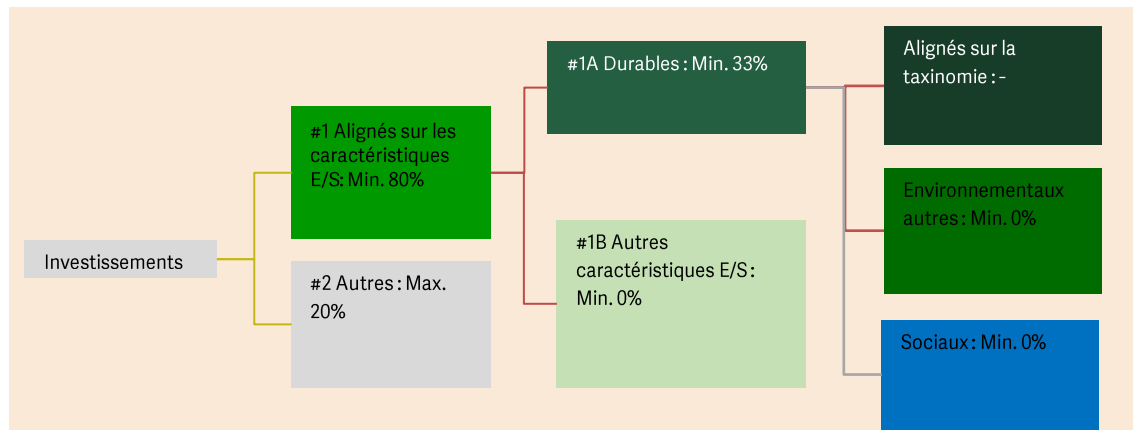 Investissements
#1 Alignés sur les
caractéristiques
E/S: Min. 80%
#2 Autres : Max.
20%
#1A Durables : Min. 33%
#1B Autres
caractéristiques E/S :
Min. 0%
Alignés sur la
taxinomie : -
Environnementaux
autres : Min. 0%
Sociaux : Min. 0%